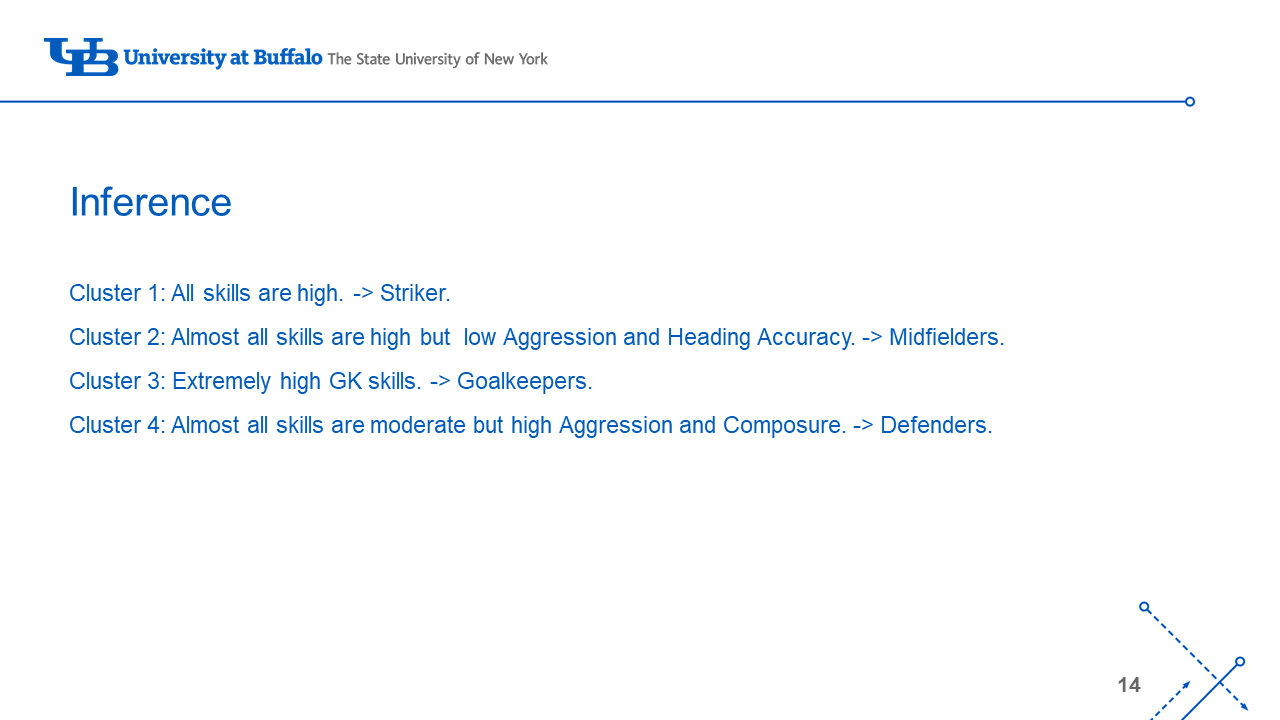 UB University at Buffalo The State University of New York
Inference
Cluster 1: All skills are high. -> Striker.
Cluster 2: Almost all skills are high but low Aggression and Heading Accuracy. -> Midfielders.
Cluster 3: Extremely high GK skills. -> Goalkeepers.
Cluster 4: Almost all skills are moderate but high Aggression and Composure. -> Defenders.
14